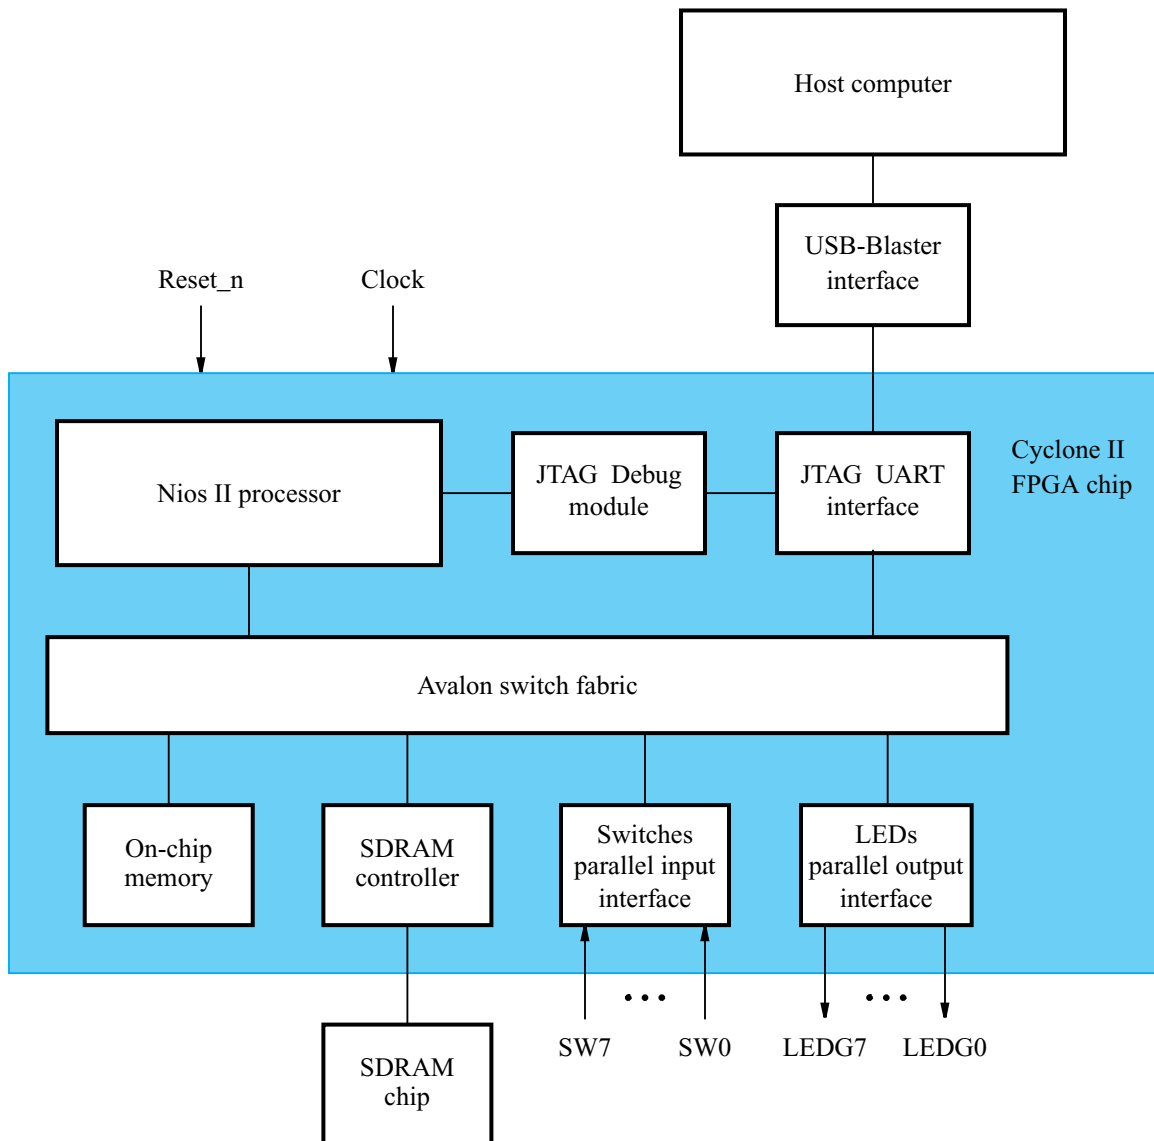 Host computer
USB-Blaster
interface
Reset_n
Clock
Cyclone II
FPGA chip
Nios II processor
JTAG Debug
module
JTAG UART
interface
Avalon switch fabric
On-chip
memory
SDRAM
controller
Switches
parallel input
interface
LEDs
parallel output
interface
SW7
SW0
LEDG7
LEDG0
SDRAM
chip